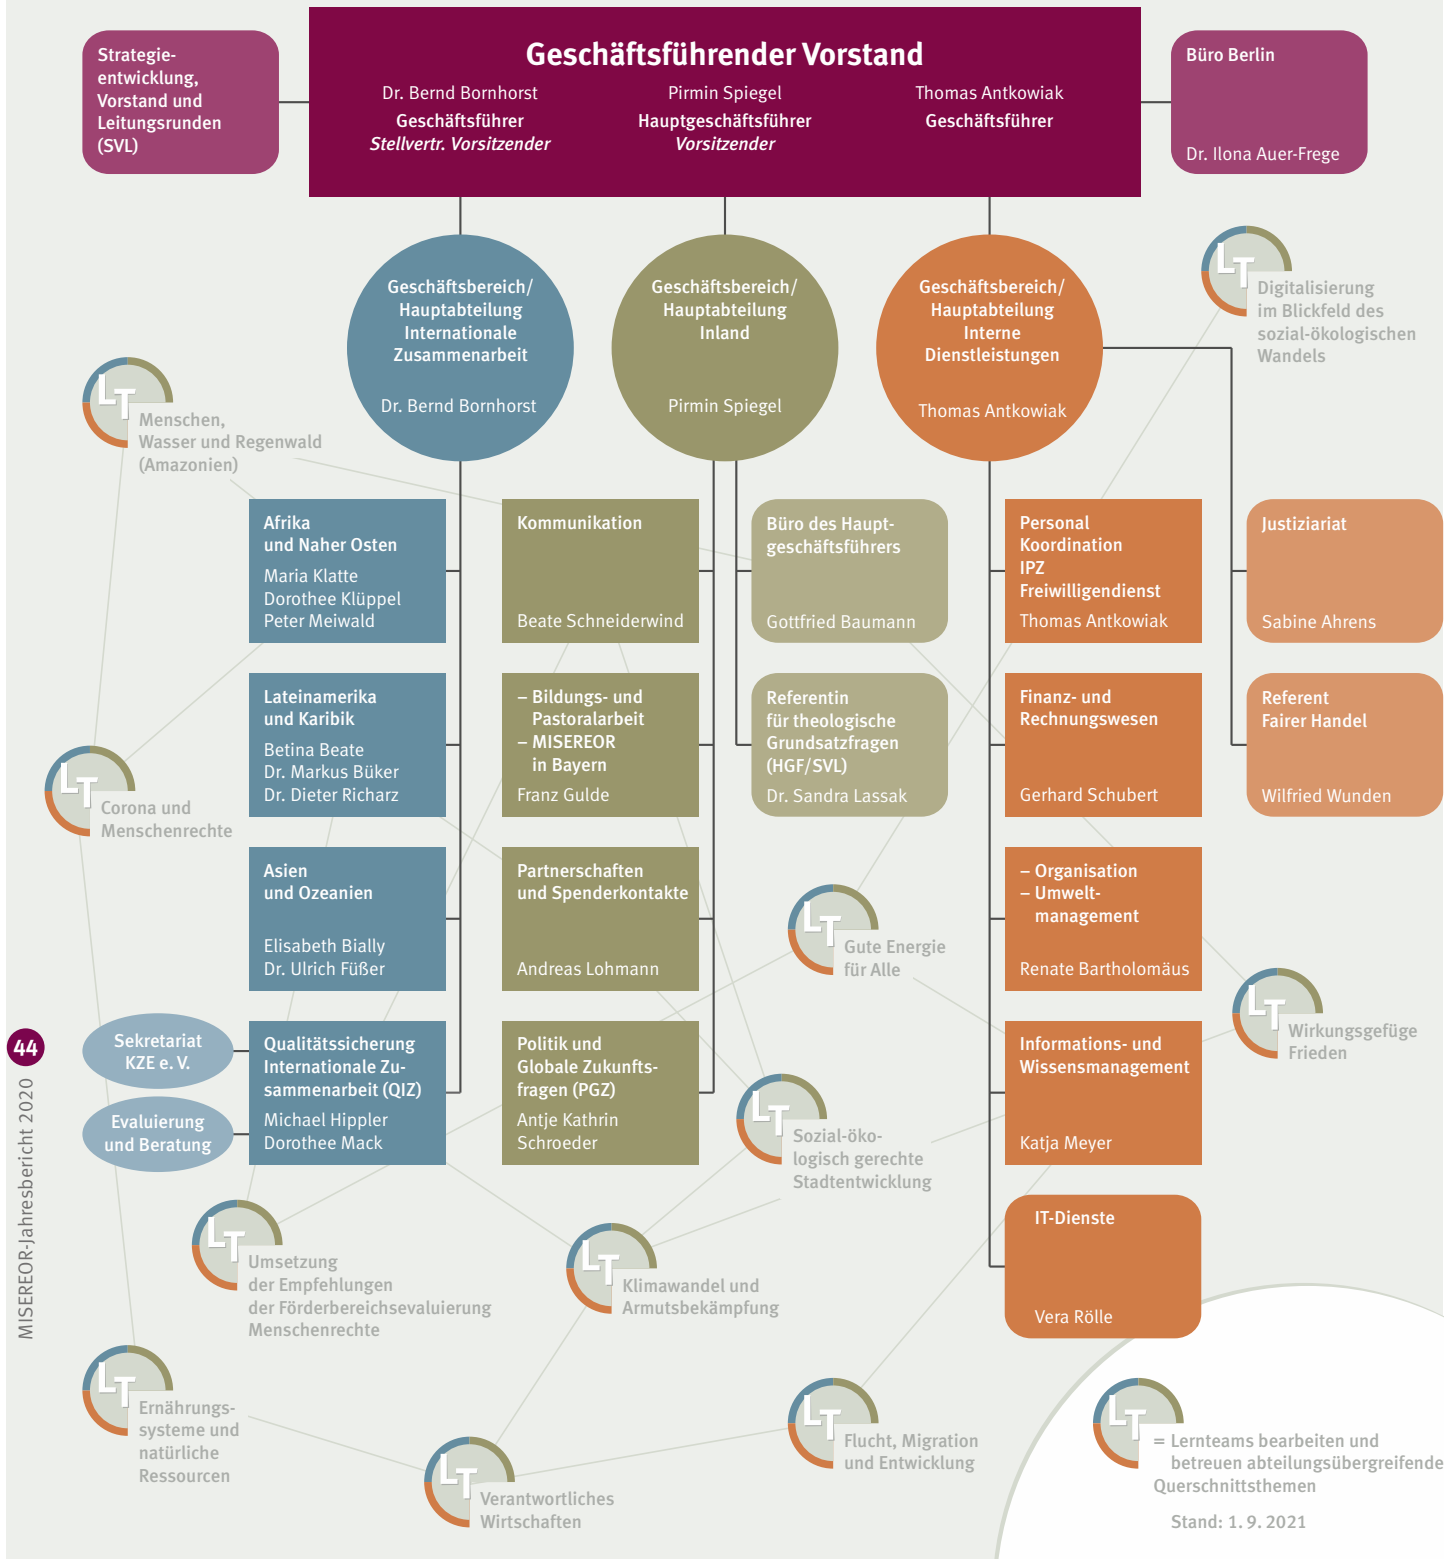 Strategie-
entwicklung,
Vorstand und
Leitungsrunden
(SVL)
Geschäftsführender Vorstand
Dr. Bernd Bornhorst
Geschäftsführer
Stellvertr. Vorsitzender
Pirmin Spiegel
Hauptgeschäftsführer
Vorsitzender
Thomas Antkowiak
Geschäftsführer
Büro Berlin
Dr. Ilona Auer-Frege
Geschäftsbereich/
Hauptabteilung
Internationale
Zusammenarbeit
Dr. Bernd Bornhorst
Geschäftsbereich/
Hauptabteilung
Inland
Pirmin Spiegel
Geschäftsbereich/
Hauptabteilung
Interne
Dienstleistungen
Thomas Antkowiak
LT
Digitalisierung
im Blickfeld des
sozial-ökologischen
Wandels
LT
Menschen,
Wasser und Regenwald
(Amazonien)
Afrika
und Naher Osten
Maria Klatte
Dorothee Klüppel
Peter Meiwald
Kommunikation
Beate Schneiderwind
Büro des Haupt-
geschäftsführers
Gottfried Baumann
Personal
Koordination
IPZ
Freiwilligendienst
Thomas Antkowiak
Justiziariat
Sabine Ahrens
Lateinamerika
und Karibik
Betina Beate
Dr. Markus Büker
Dr. Dieter Richarz
– Bildungs- und
Pastoralarbeit
– MISEREOR
in Bayern
Franz Gulde
Referentin
für theologische
Grundsatzfragen
(HGF/SVL)
Dr. Sandra Lassak
Finanz- und
Rechnungswesen
Gerhard Schubert
Referent
Fairer Handel
Wilfried Wunden
LT
Corona und
Menschenrechte
Asien
und Ozeanien
Elisabeth Bially
Dr. Ulrich Füßer
Partnerschaften
und Spenderkontakte
Andreas Lohmann
LT
Gute Energie
für Alle
– Organisation
– Umwelt-
management
Renate Bartholomäus
LT
Wirkungsgefüge
Frieden
Sekretariat
KZE e. V.
Evaluierung
und Beratung
Qualitätssicherung
Internationale Zu-
sammenarbeit (QIZ)
Michael Hippler
Dorothee Mack
Politik und
Globale Zukunfts-
fragen (PGZ)
Antje Kathrin
Schroeder
LT
Sozial-öko-
logisch gerechte
Stadtentwicklung
Informations- und
Wissensmanagement
Katja Meyer
44
MISEREOR-Jahresbericht 2020
LT
Umsetzung
der Empfehlungen
der Förderbereichsevaluierung
Menschenrechte
LT
Klimawandel und
Armutsbekämpfung
IT-Dienste
Vera Rölle
LT
Ernährungs-
systeme und
natürliche
Ressourcen
LT
Verantwortliches
Wirtschaften
LT
Flucht, Migration
und Entwicklung
LT
= Lernteams bearbeiten und
betreuen abteilungsübergreifende
Querschnittsthemen
Stand: 1. 9. 2021